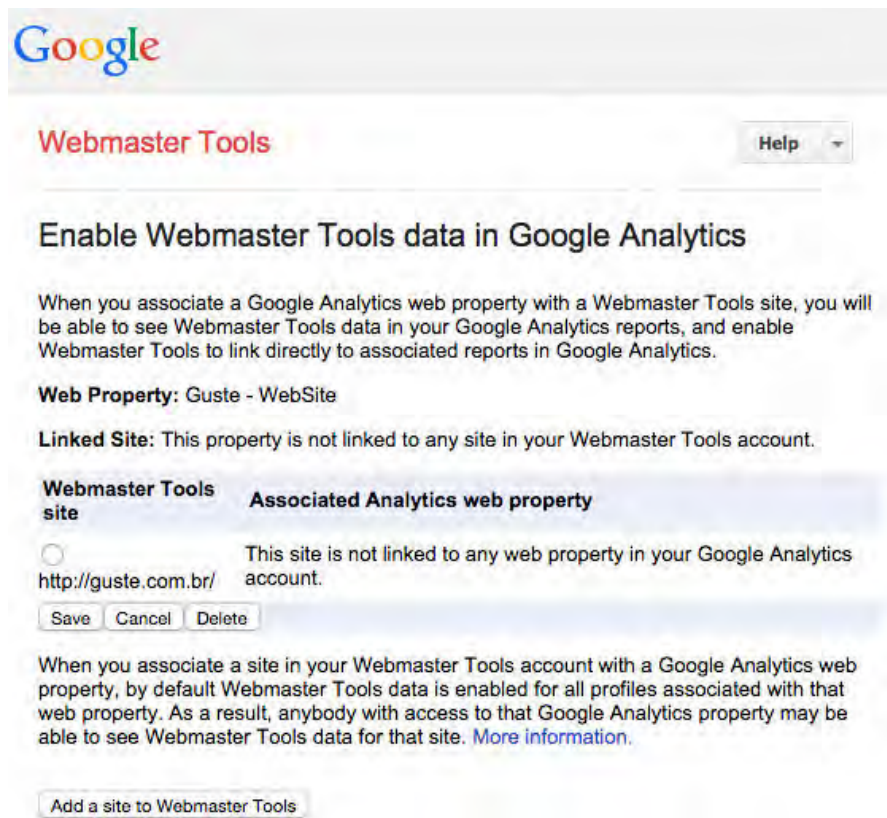 Google
Webmaster Tools
Help
Enable Webmaster Tools data in Google Analytics
When you associate a Google Analytics web property with a Webmaster Tools site, you will
be able to see Webmaster Tools data in your Google Analytics reports, and enable
Webmaster Tools to link directly to associated reports in Google Analytics.
Web Property: Guste - WebSite
Linked Site: This property is not linked to any site in your Webmaster Tools account.
Webmaster Tools
site
Associated Analytics web property
http://guste.com.br/
This site is not linked to any web property in your Google Analytics
account.
Save Cancel Delete
When you associate a site in your Webmaster Tools account with a Google Analytics web
property, by default Webmaster Tools data is enabled for all profiles associated with that
web property. As a result, anybody with access to that Google Analytics property may be
able to see Webmaster Tools data for that site. More information.
Add a site to Webmaster Tools